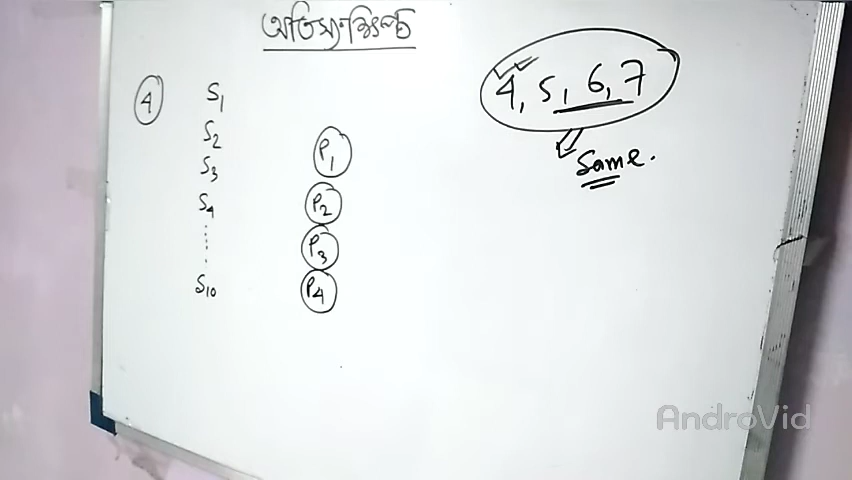 অতিসংক্ষিপ্ত
4
S1
S2
S3
S4
S10
P1
P2
P3
P4
4, 5, 6, 7
Same.
AndroVid